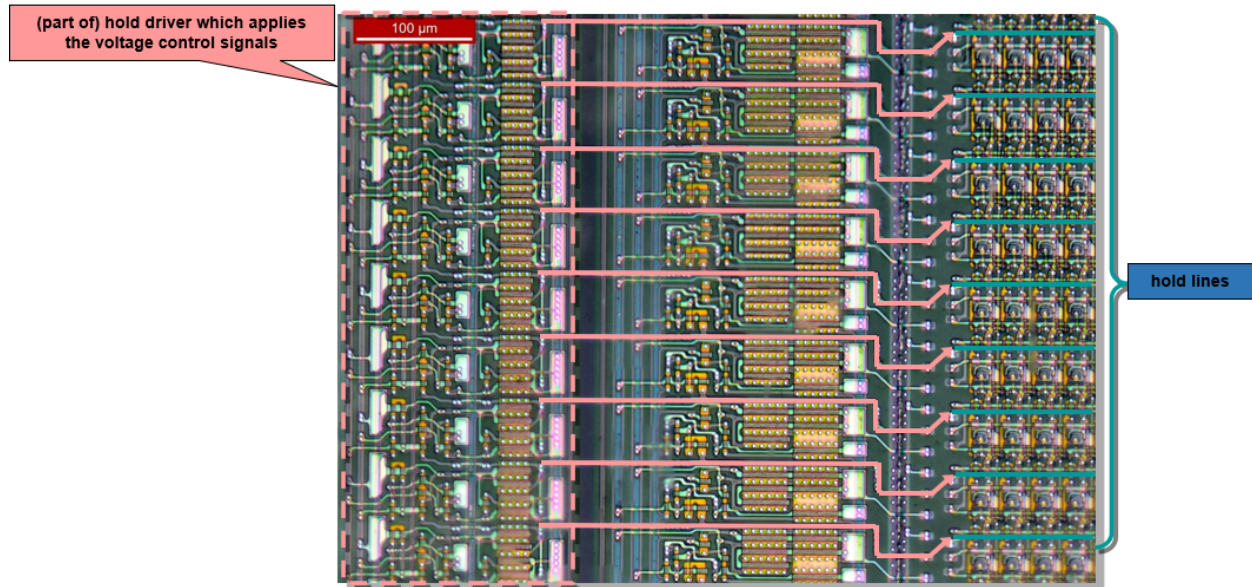 (part of) hold driver which applies
the voltage control signals
100 µm
hold lines